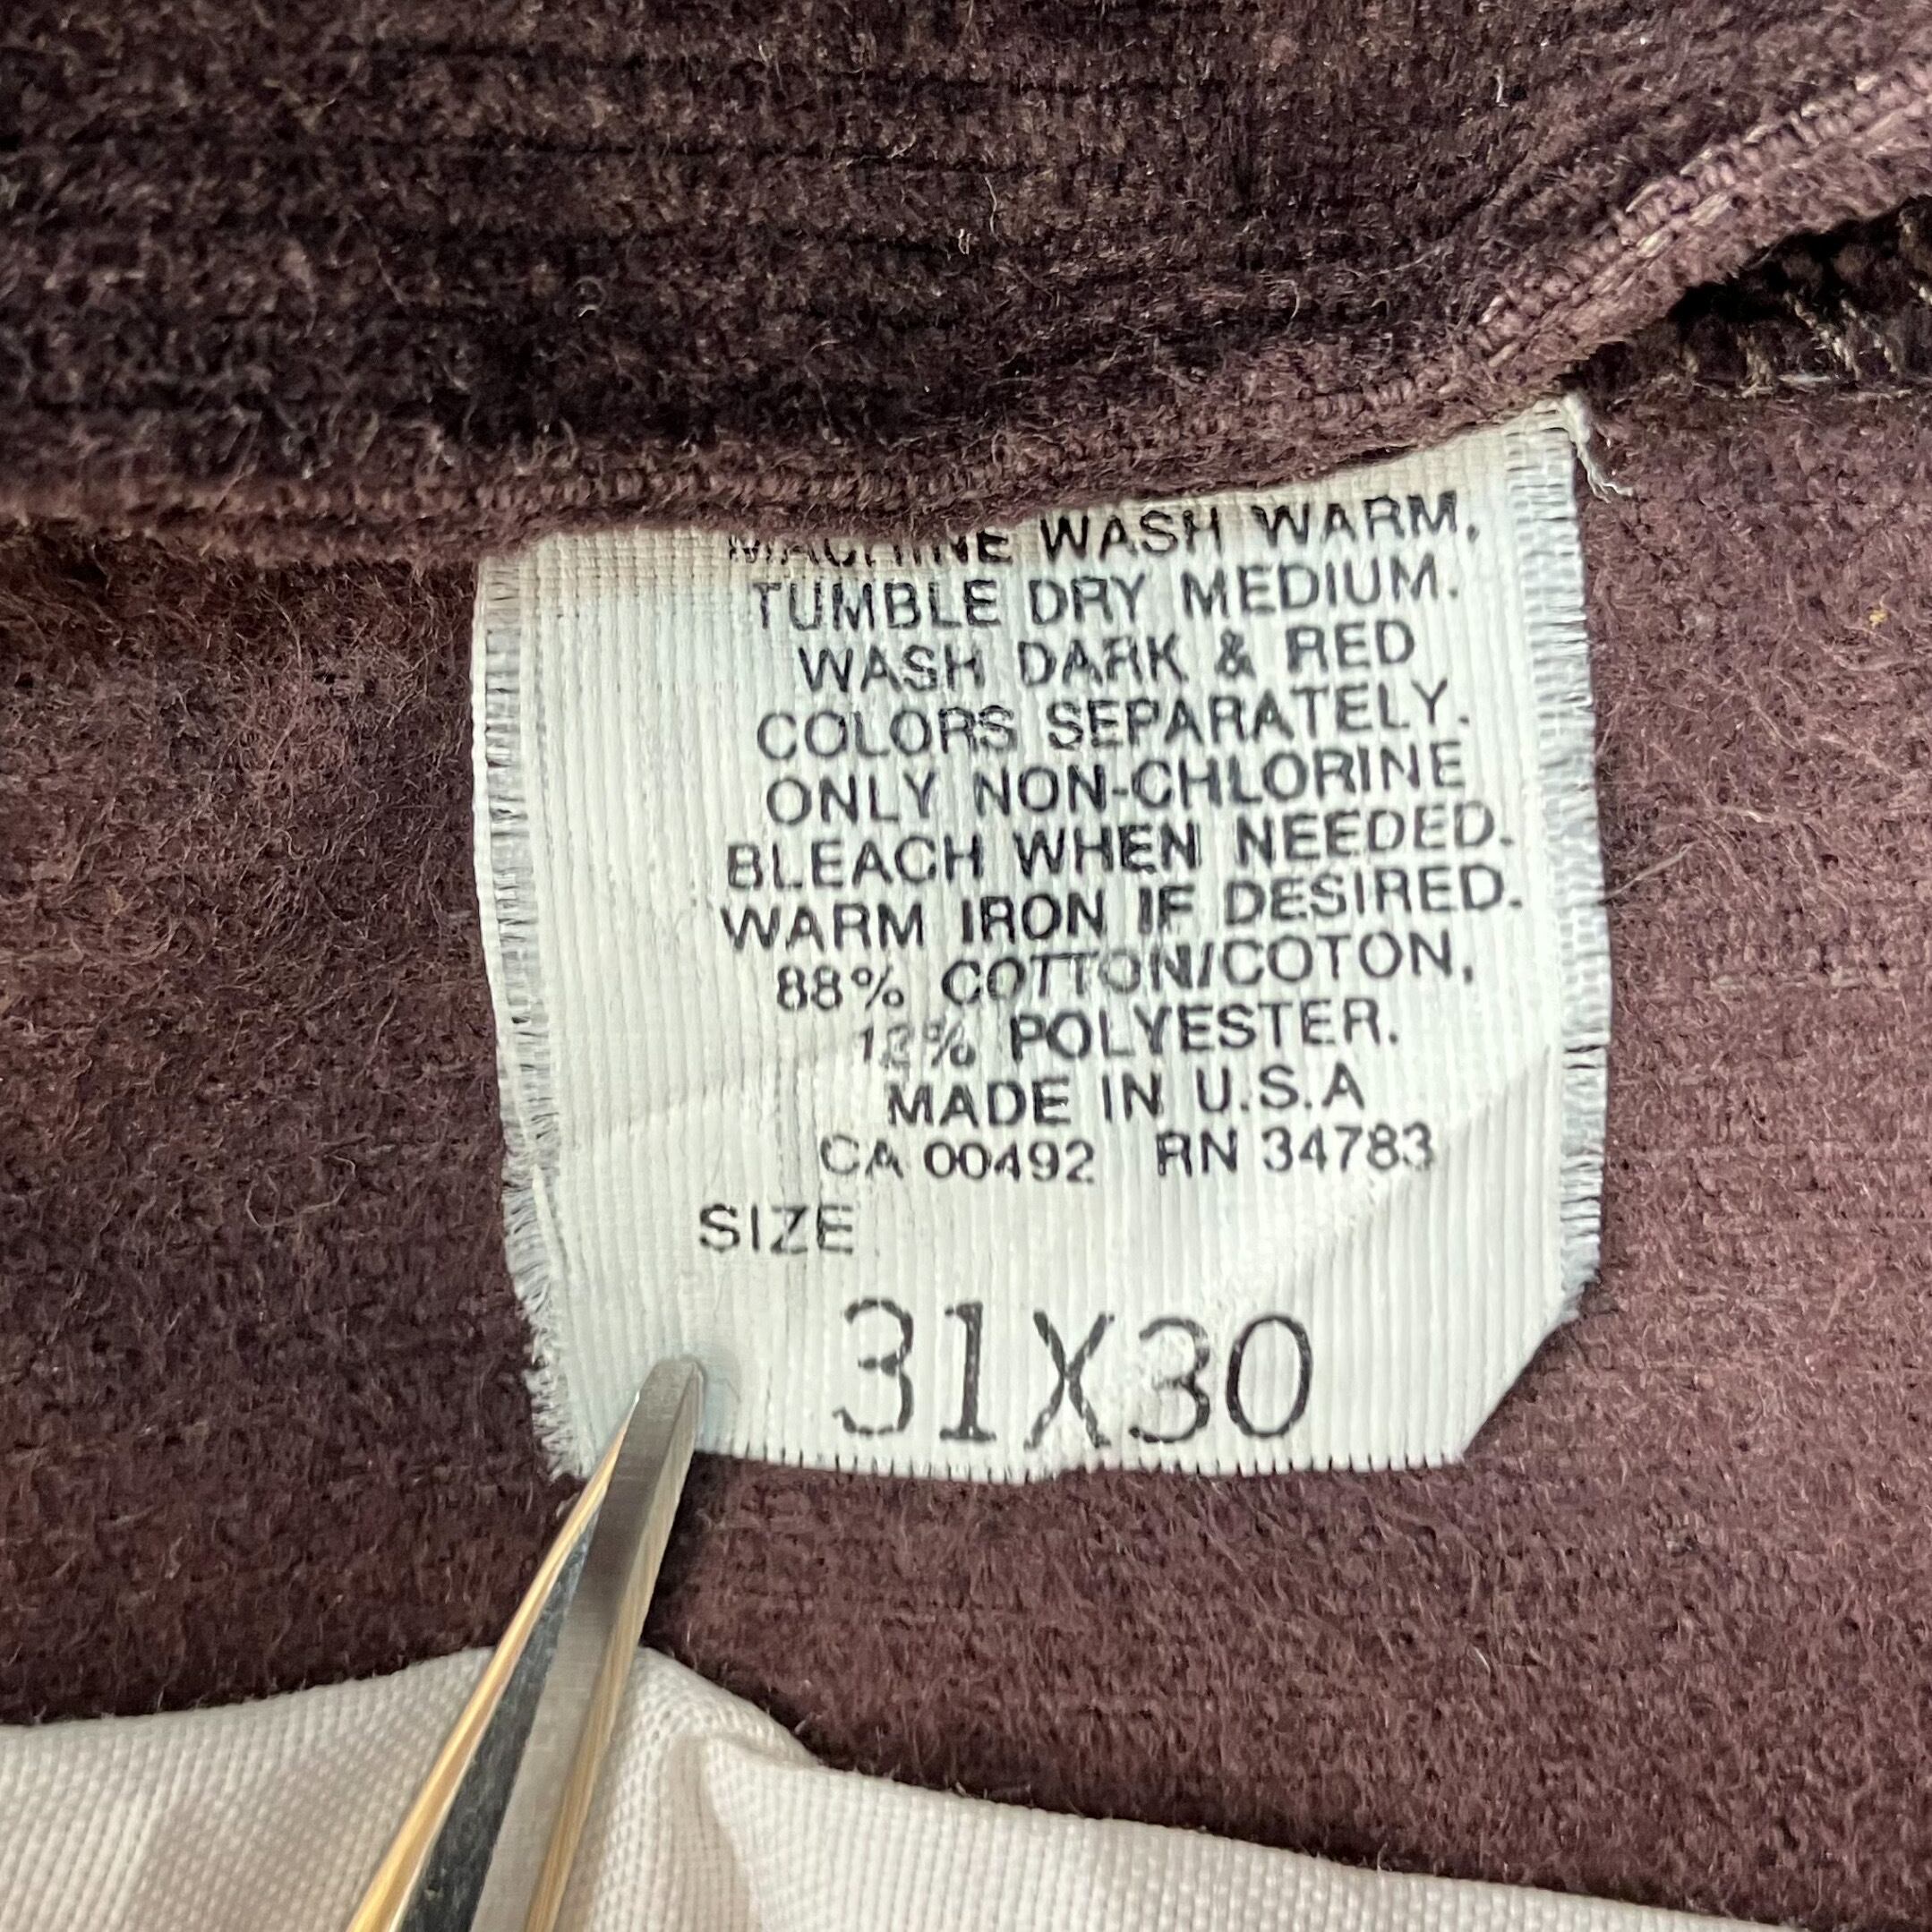 MACHINE WASH WARM,
TUMBLE DRY MEDIUM.
WASH DARK & RED
COLORS SEPARATELY.
ONLY NON-CHLORINE
BLEACH WHEN NEEDED.
WARM IRON IF DESIRED.
88% COTTON/COTON,
12% POLYESTER.
MADE IN U.S.A
CA 00492 RN 34783
SIZE
31X30